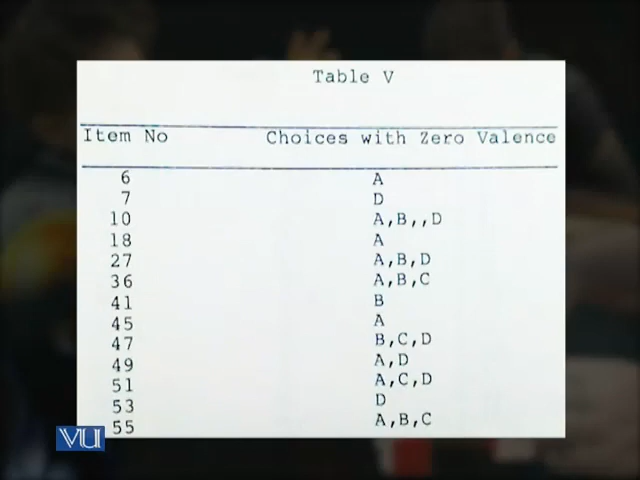 Table V
Item No Choices with Zero Valence
6 A
7 D
10 A,B,,D
18 A
27 A,B,D
36 A,B,C
41 B
45 A
47 B,C,D
49 A,D
51 A,C,D
53 D
55 A,B,C
VU